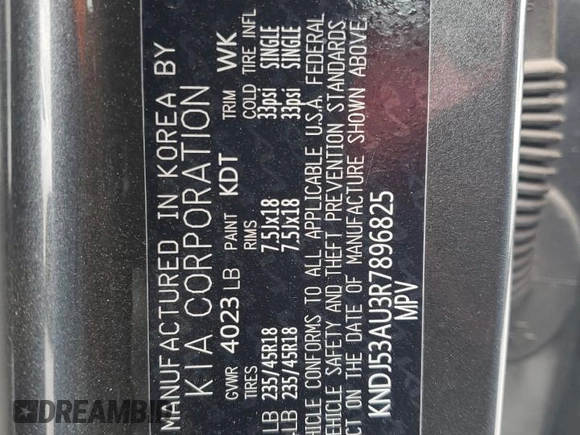 MANUFACTURED IN KOREA BY
KIA CORPORATION
GVWR 4023 LB PAINT KDT TRIM WK
TIRES RIMS COLD TIRE INFL
LB 235/45R18 7.5Jx18 33psi SINGLE
LB 235/45R18 7.5Jx18 33psi SINGLE
HICLE CONFORMS TO ALL APPLICABLE U.S.A. FEDERAL
VEHICLE SAFETY AND THEFT PREVENTION STANDARDS
CT ON THE DATE OF MANUFACTURE SHOWN ABOVE.
KNDJ53AU3R7896825
MPV
DREAMBID